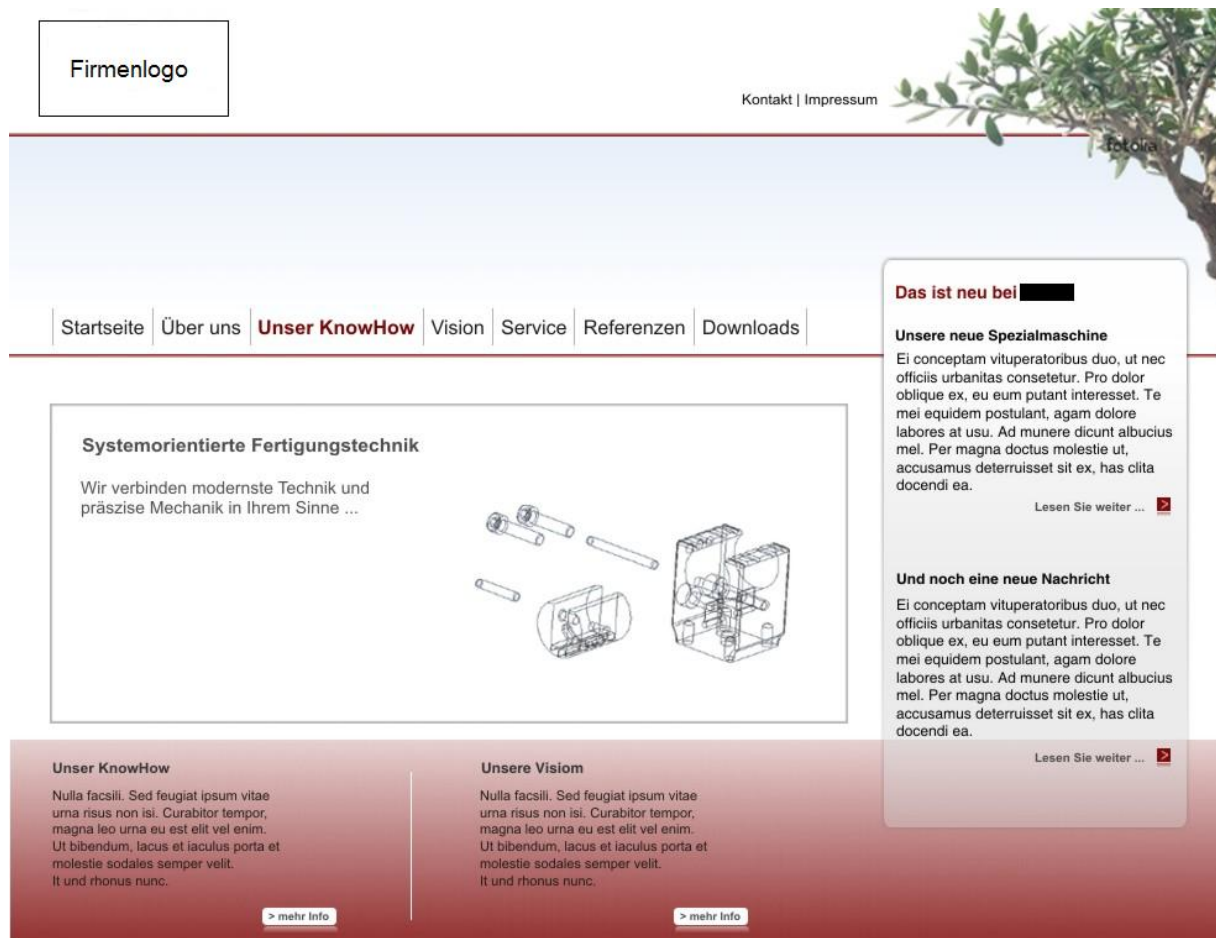 Firmenlogo
Kontakt | Impressum
fotolia
Startseite Über uns Unser KnowHow Vision Service Referenzen Downloads
Systemorientierte Fertigungstechnik
Wir verbinden modernste Technik und
präszise Mechanik in Ihrem Sinne ...
Das ist neu bei
Unsere neue Spezialmaschine
Ei conceptam vituperatoribus duo, ut nec
officiis urbanitas consetetur. Pro dolor
oblique ex, eu eum putant interesset. Te
mei equidem postulant, agam dolore
labores at usu. Ad munere dicunt albucius
mel. Per magna doctus molestie ut,
accusamus deterruisset sit ex, has clita
docendi ea.
Lesen Sie weiter ... >
Und noch eine neue Nachricht
Ei conceptam vituperatoribus duo, ut nec
officiis urbanitas consetetur. Pro dolor
oblique ex, eu eum putant interesset. Te
mei equidem postulant, agam dolore
labores at usu. Ad munere dicunt albucius
mel. Per magna doctus molestie ut,
accusamus deterruisset sit ex, has clita
docendi ea.
Lesen Sie weiter ... >
Unser KnowHow
Nulla facsili. Sed feugiat ipsum vitae
urna risus non isi. Curabitor tempor,
magna leo urna eu est elit vel enim.
Ut bibendum, lacus et iaculus porta et
molestie sodales semper velit.
It und rhonus nunc.
> mehr Info
Unsere Visiom
Nulla facsili. Sed feugiat ipsum vitae
urna risus non isi. Curabitor tempor,
magna leo urna eu est elit vel enim.
Ut bibendum, lacus et iaculus porta et
molestie sodales semper velit.
It und rhonus nunc.
> mehr Info